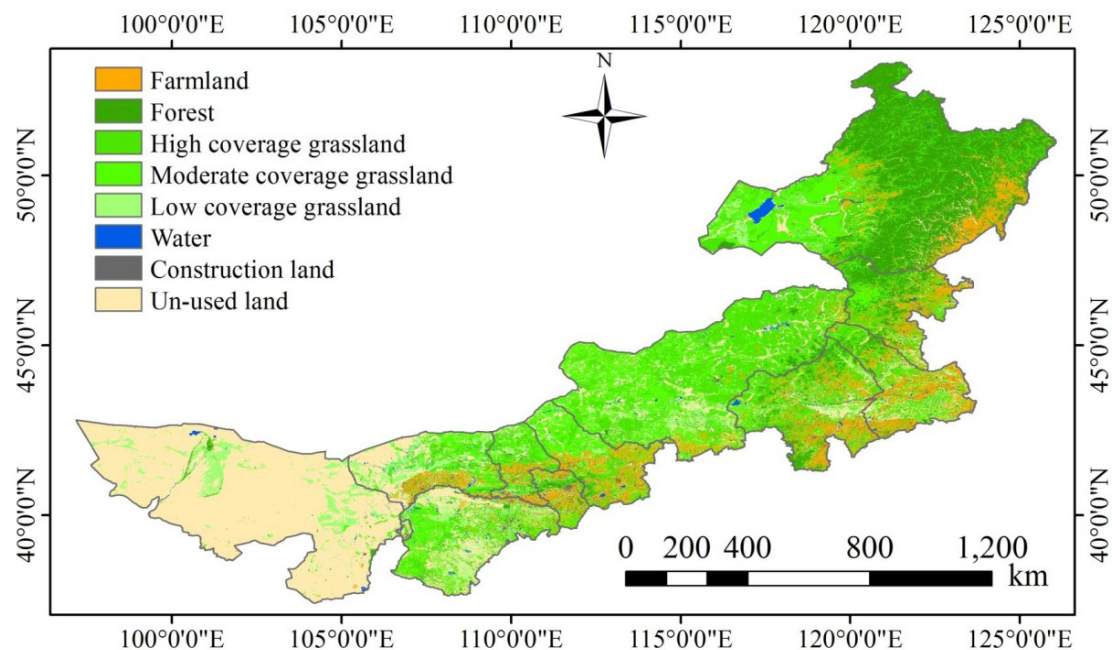 100°0'0"E 105°0'0"E 110°0'0"E 115°0'0"E 120°0'0"E 125°0'0"E
N
Farmland
Forest
High coverage grassland
Moderate coverage grassland
Low coverage grassland
Water
Construction land
Un-used land
50°0'0"N
45°0'0"N
40°0'0"N
50°0'0"N
45°0'0"N
40°0'0"N
0 200 400 800 1,200
km
100°0'0"E 105°0'0"E 110°0'0"E 115°0'0"E 120°0'0"E 125°0'0"E